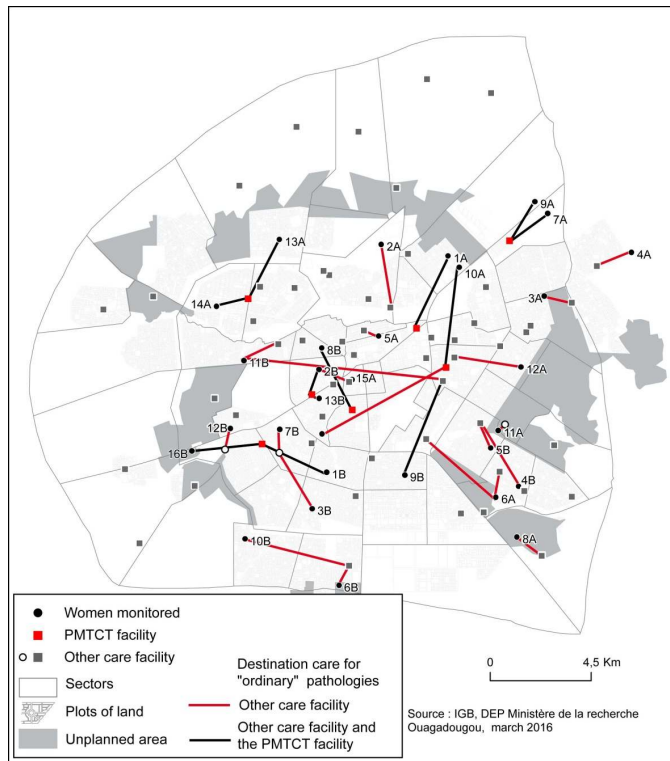 9A
7A
13A
2A
1A
4A
10A
14A
3A
5A
8B
11B
2B
15A
12A
13B
12B
7B
11A
16B
5B
1B
9B
4B
6A
3B
10B
8A
6B
Women monitored
PMTCT facility
Other care facility
Sectors
Plots of land
Unplanned area
Destination care for
"ordinary" pathologies
Other care facility
Other care facility and
the PMTCT facility
0 4,5 Km
Source : IGB, DEP Ministère de la recherche
Ouagadougou, march 2016